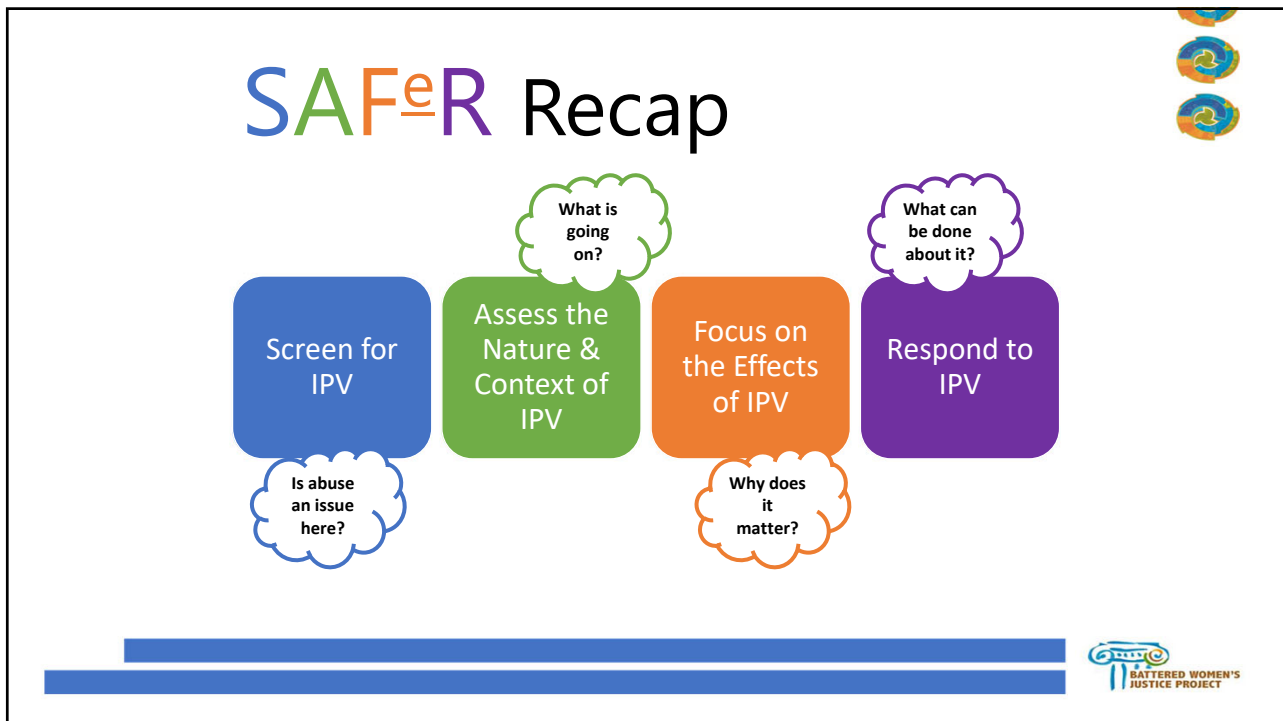 SAFeR Recap
What is
going
on?
What can
be done
about it?
Screen for
IPV
Assess the
Nature &
Context of
IPV
Focus on
the Effects
of IPV
Respond to
IPV
Is abuse
an issue
here?
Why does
it
matter?
BATTERED WOMEN'S
JUSTICE PROJECT